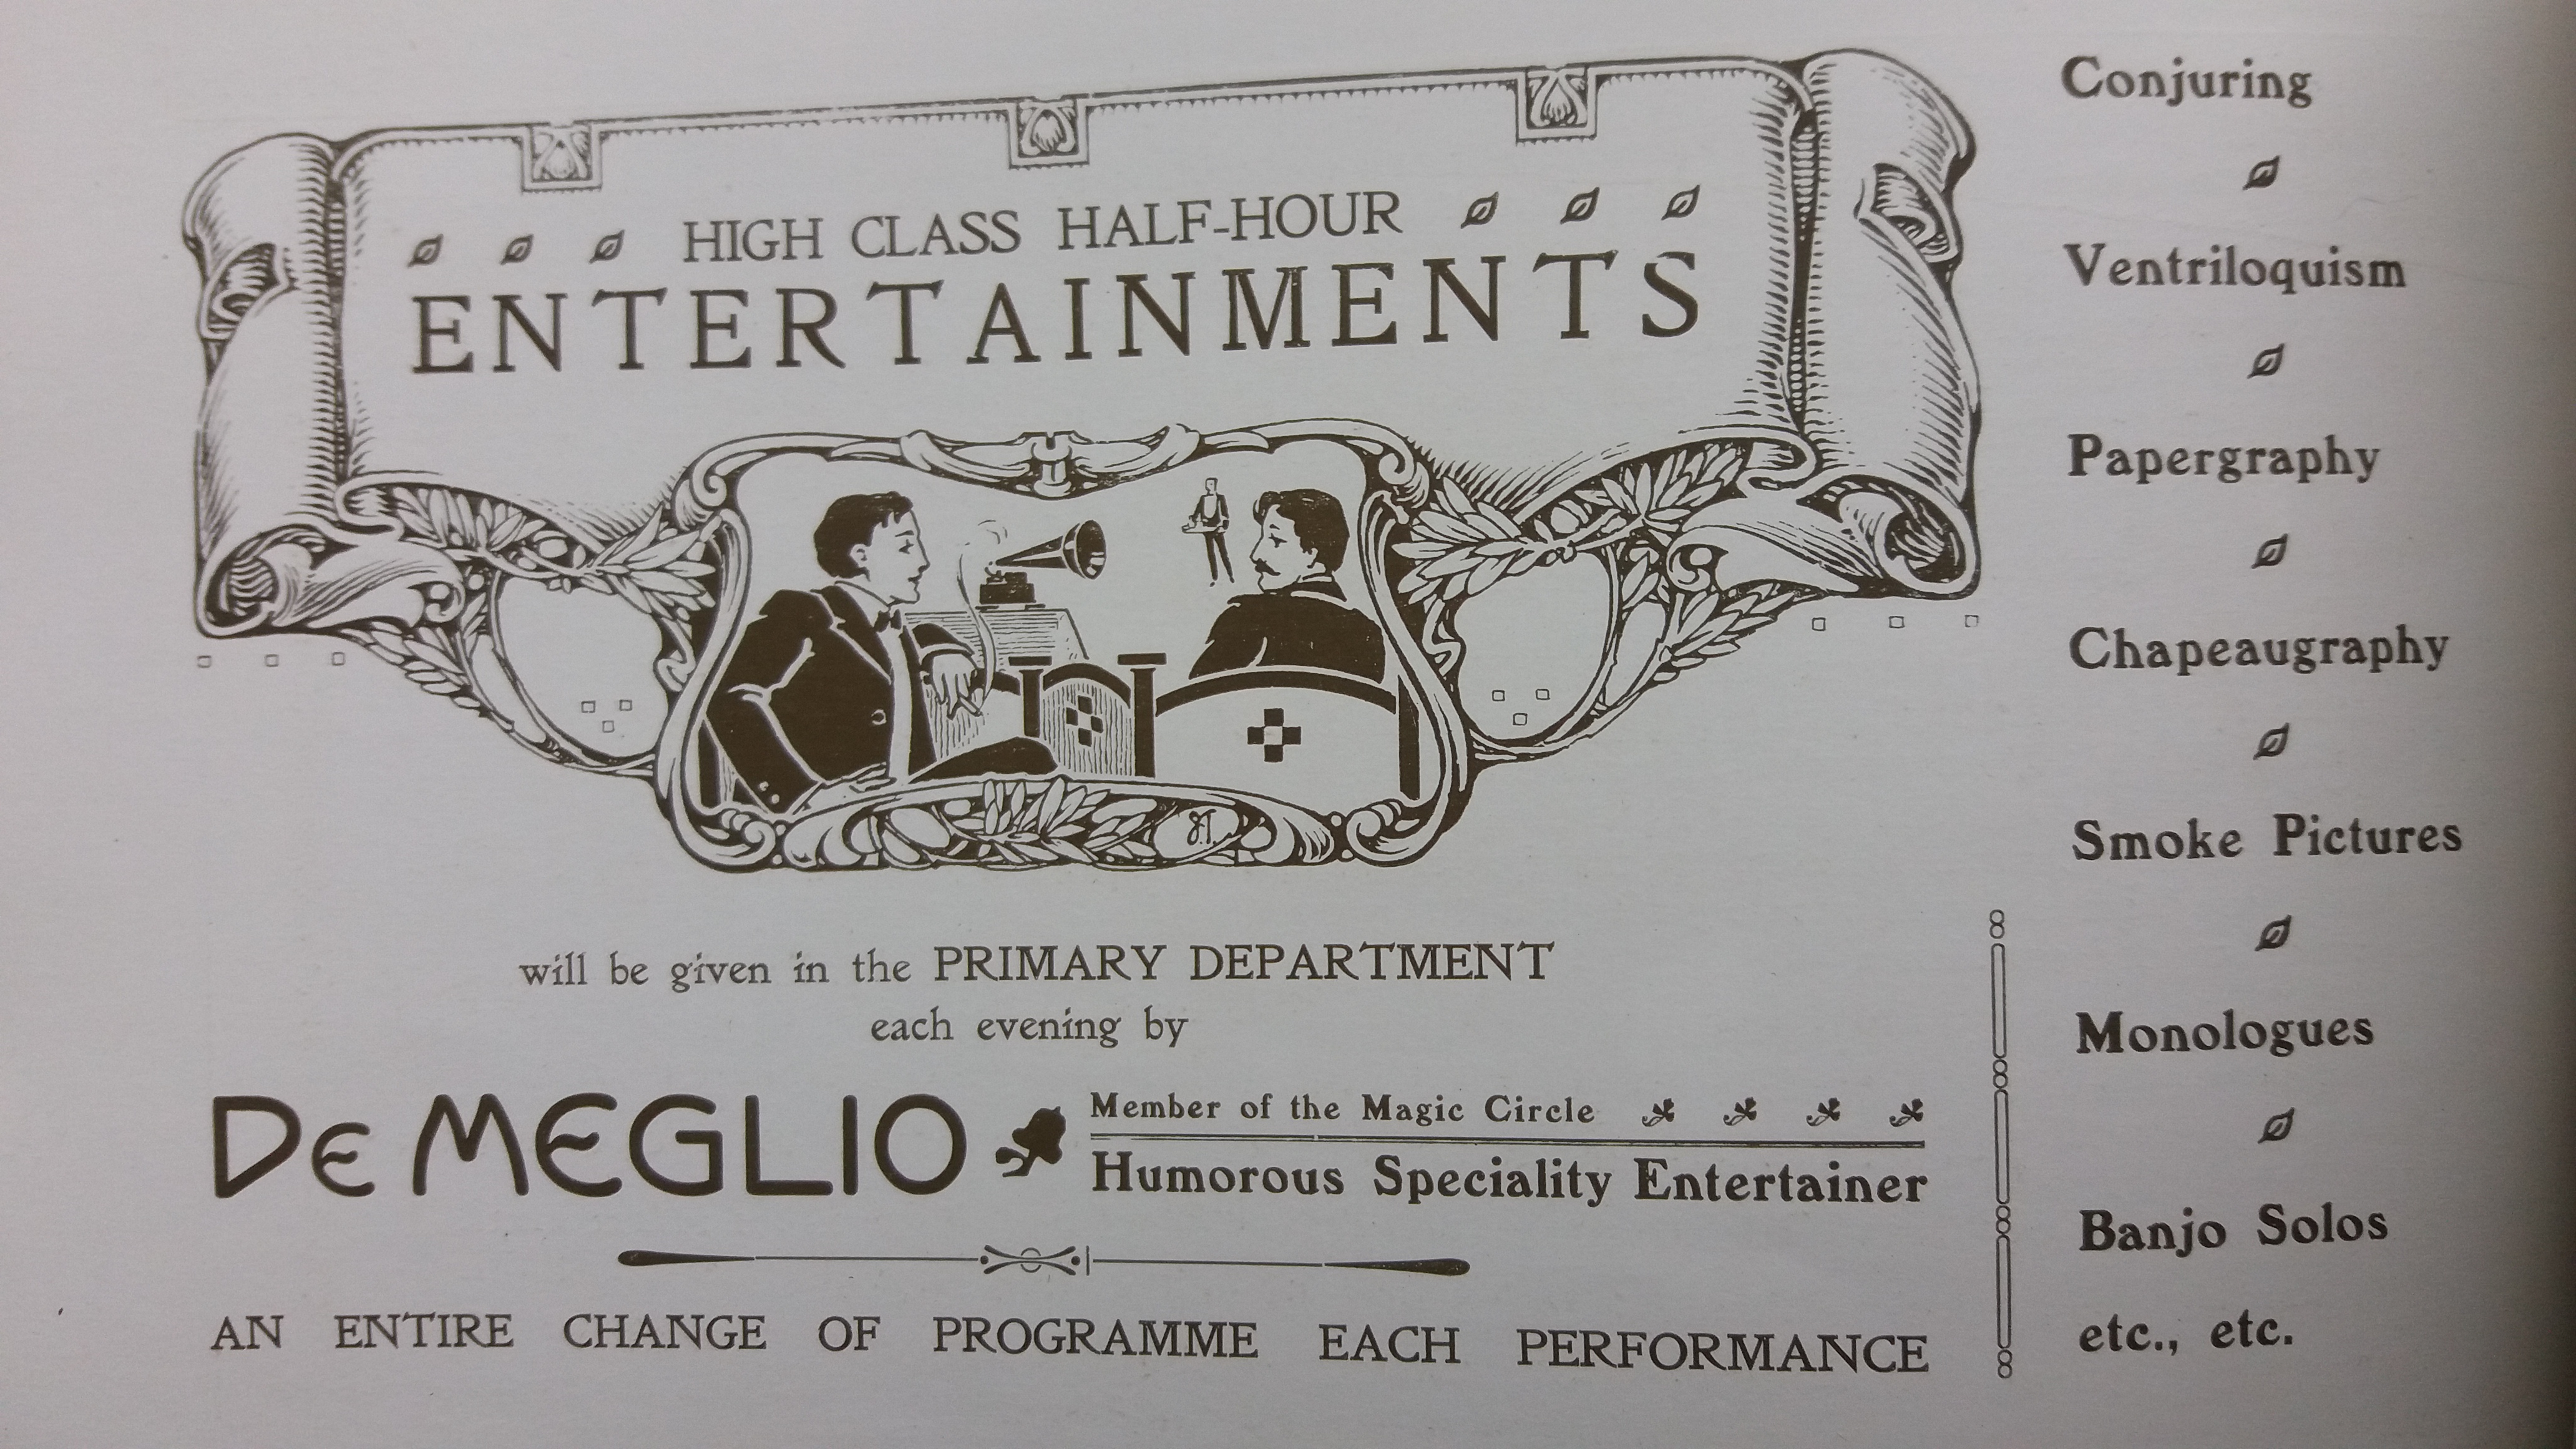 HIGH CLASS HALF-HOUR
ENTERTAINMENTS
will be given in the PRIMARY DEPARTMENT
each evening by
DE MEGLIO
Member of the Magic Circle
Humorous Speciality Entertainer
AN ENTIRE CHANGE OF PROGRAMME EACH PERFORMANCE
Conjuring
Ventriloquism
Papergraphy
Chapeaugraphy
Smoke Pictures
Monologues
Banjo Solos
etc., etc.